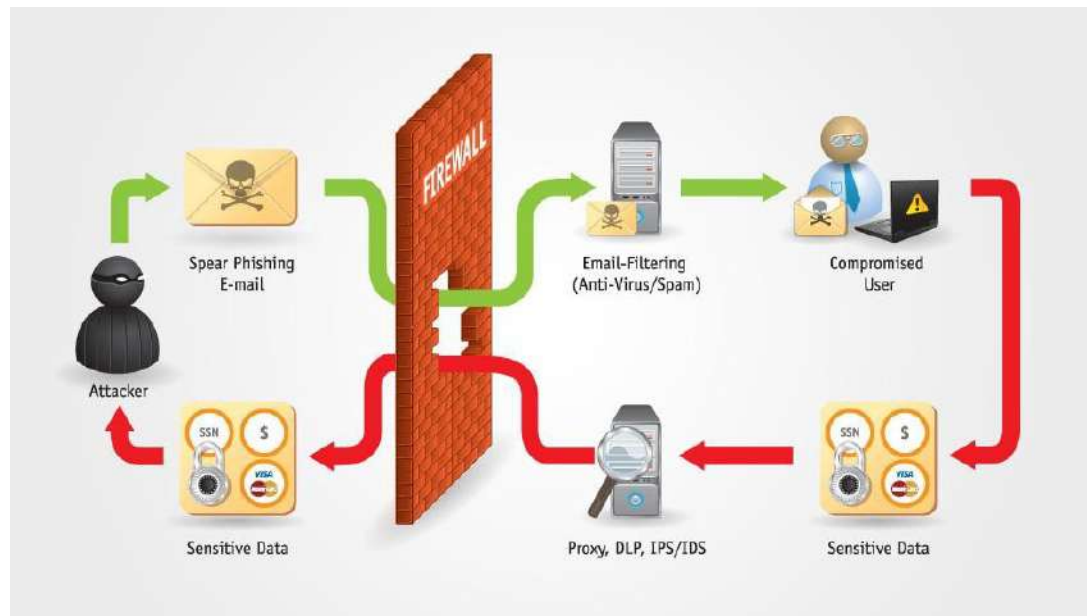 FIREWALL
Spear Phishing
E-mail
Email-Filtering
(Anti-Virus/Spam)
Compromised
User
Attacker
SSN
$
VISA
Sensitive Data
Proxy, DLP, IPS/IDS
SSN
$
VISA
Sensitive Data